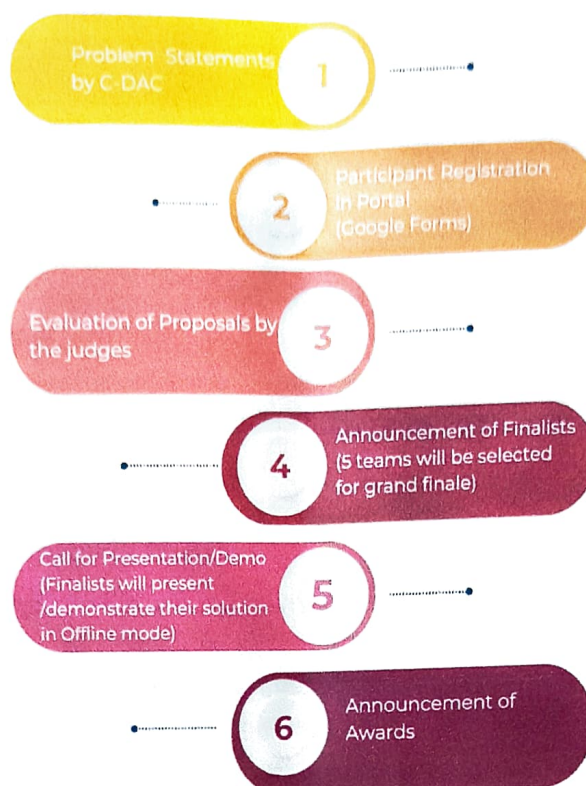 Problem Statements
by C-DAC
1
Participant Registration
in Portal
(Google Forms)
2
Evaluation of Proposals by
the judges
3
Announcement of Finalists
(5 teams will be selected
for grand finale)
4
Call for Presentation/Demo
(Finalists will present
/demonstrate their solution
in Offline mode)
5
Announcement of
Awards
6